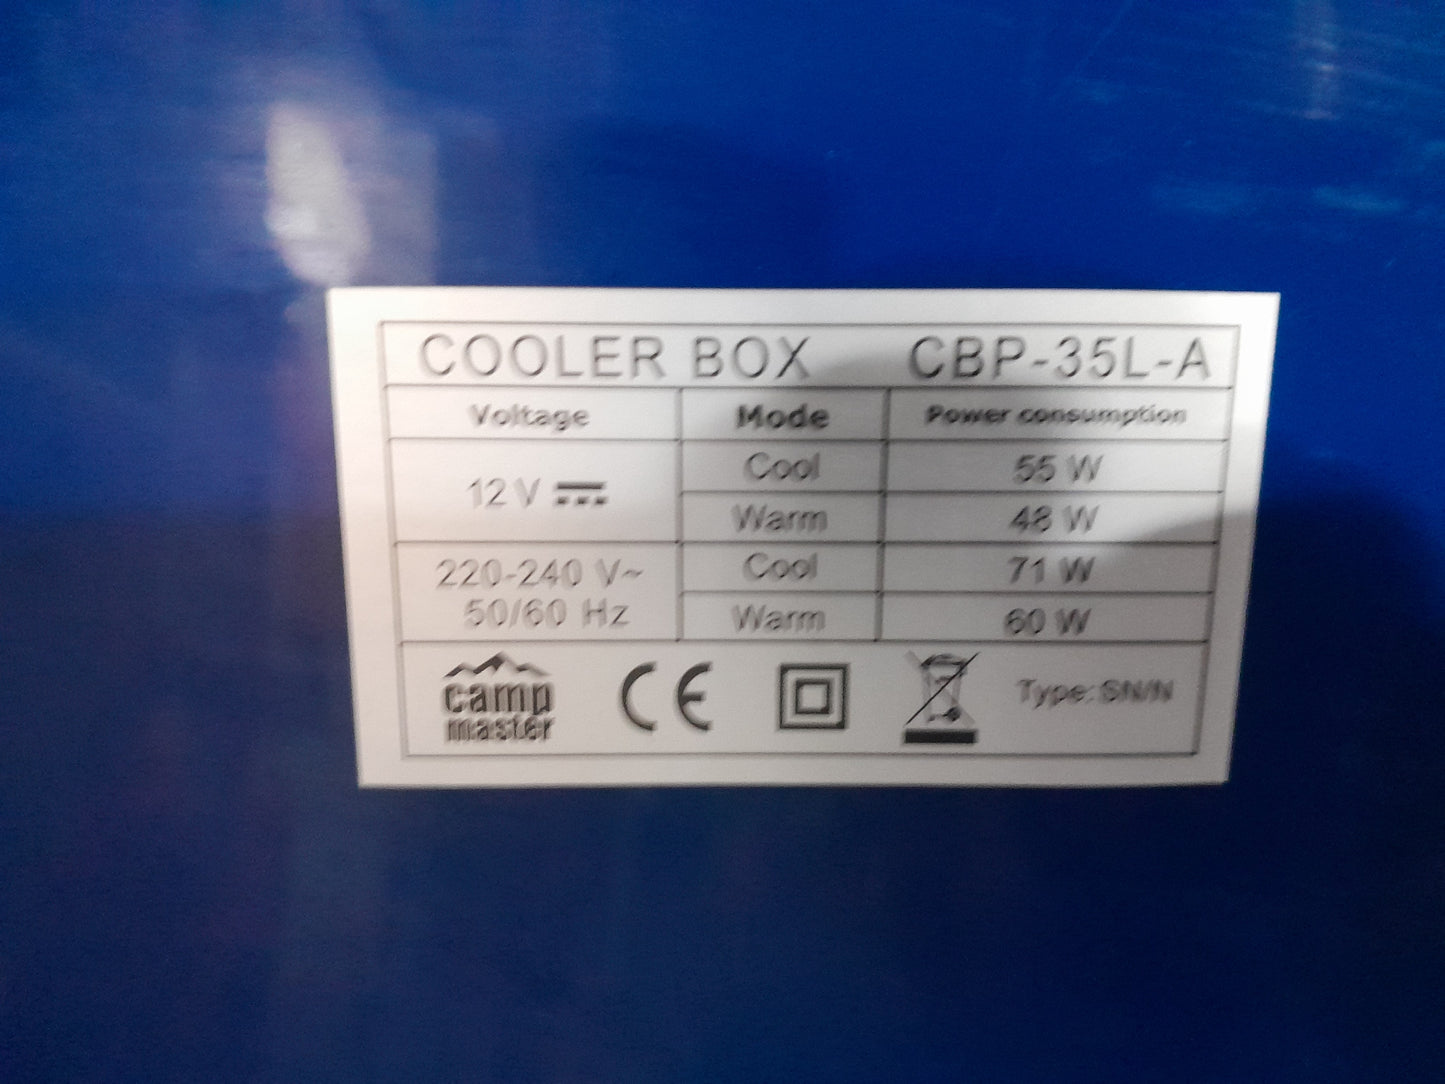 COOLER BOX CBP-35L-A
Voltage Mode Power consumption
12 V Cool 55 W
Warm 48 W
220-240 V~ 50/60 Hz Cool 71 W
Warm 60 W
camp master CE Type: SN/N